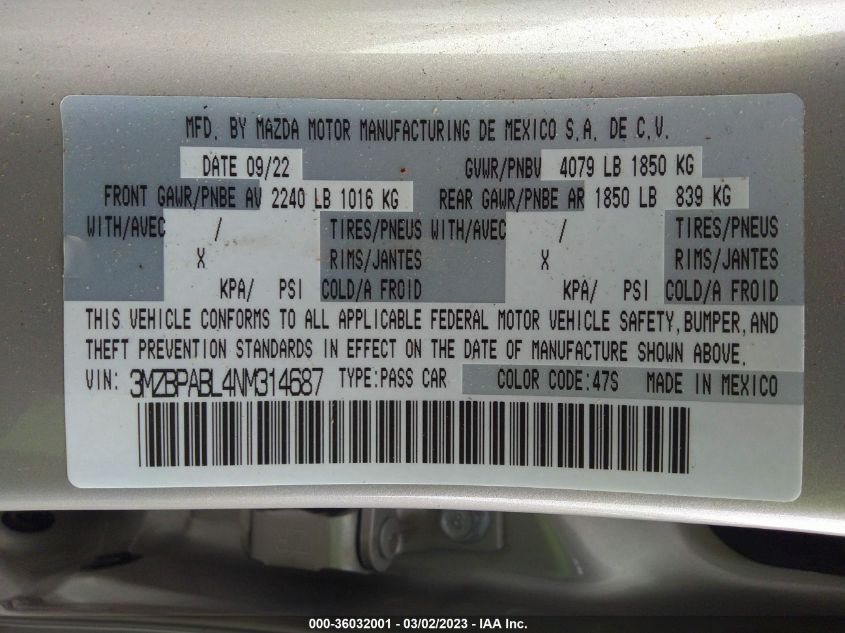 MFD. BY MAZDA MOTOR MANUFACTURING DE MEXICO S.A. DE C.V.
DATE 09/22 GVWR/PNBV 4079 LB 1850 KG
FRONT GAWR/PNBE AV 2240 LB 1016 KG REAR GAWR/PNBE AR 1850 LB 839 KG
WITH/AVEC / TIRES/PNEUS WITH/AVEC / TIRES/PNEUS
X RIMS/JANTES X RIMS/JANTES
KPA/ PSI COLD/A FROID KPA/ PSI COLD/A FROID
THIS VEHICLE CONFORMS TO ALL APPLICABLE FEDERAL MOTOR VEHICLE SAFETY, BUMPER, AND
THEFT PREVENTION STANDARDS IN EFFECT ON THE DATE OF MANUFACTURE SHOWN ABOVE.
VIN: 3MZBPABL4NM314687 TYPE:PASS CAR COLOR CODE:47S MADE IN MEXICO
000-36032001 - 03/02/2023 - IAA Inc.